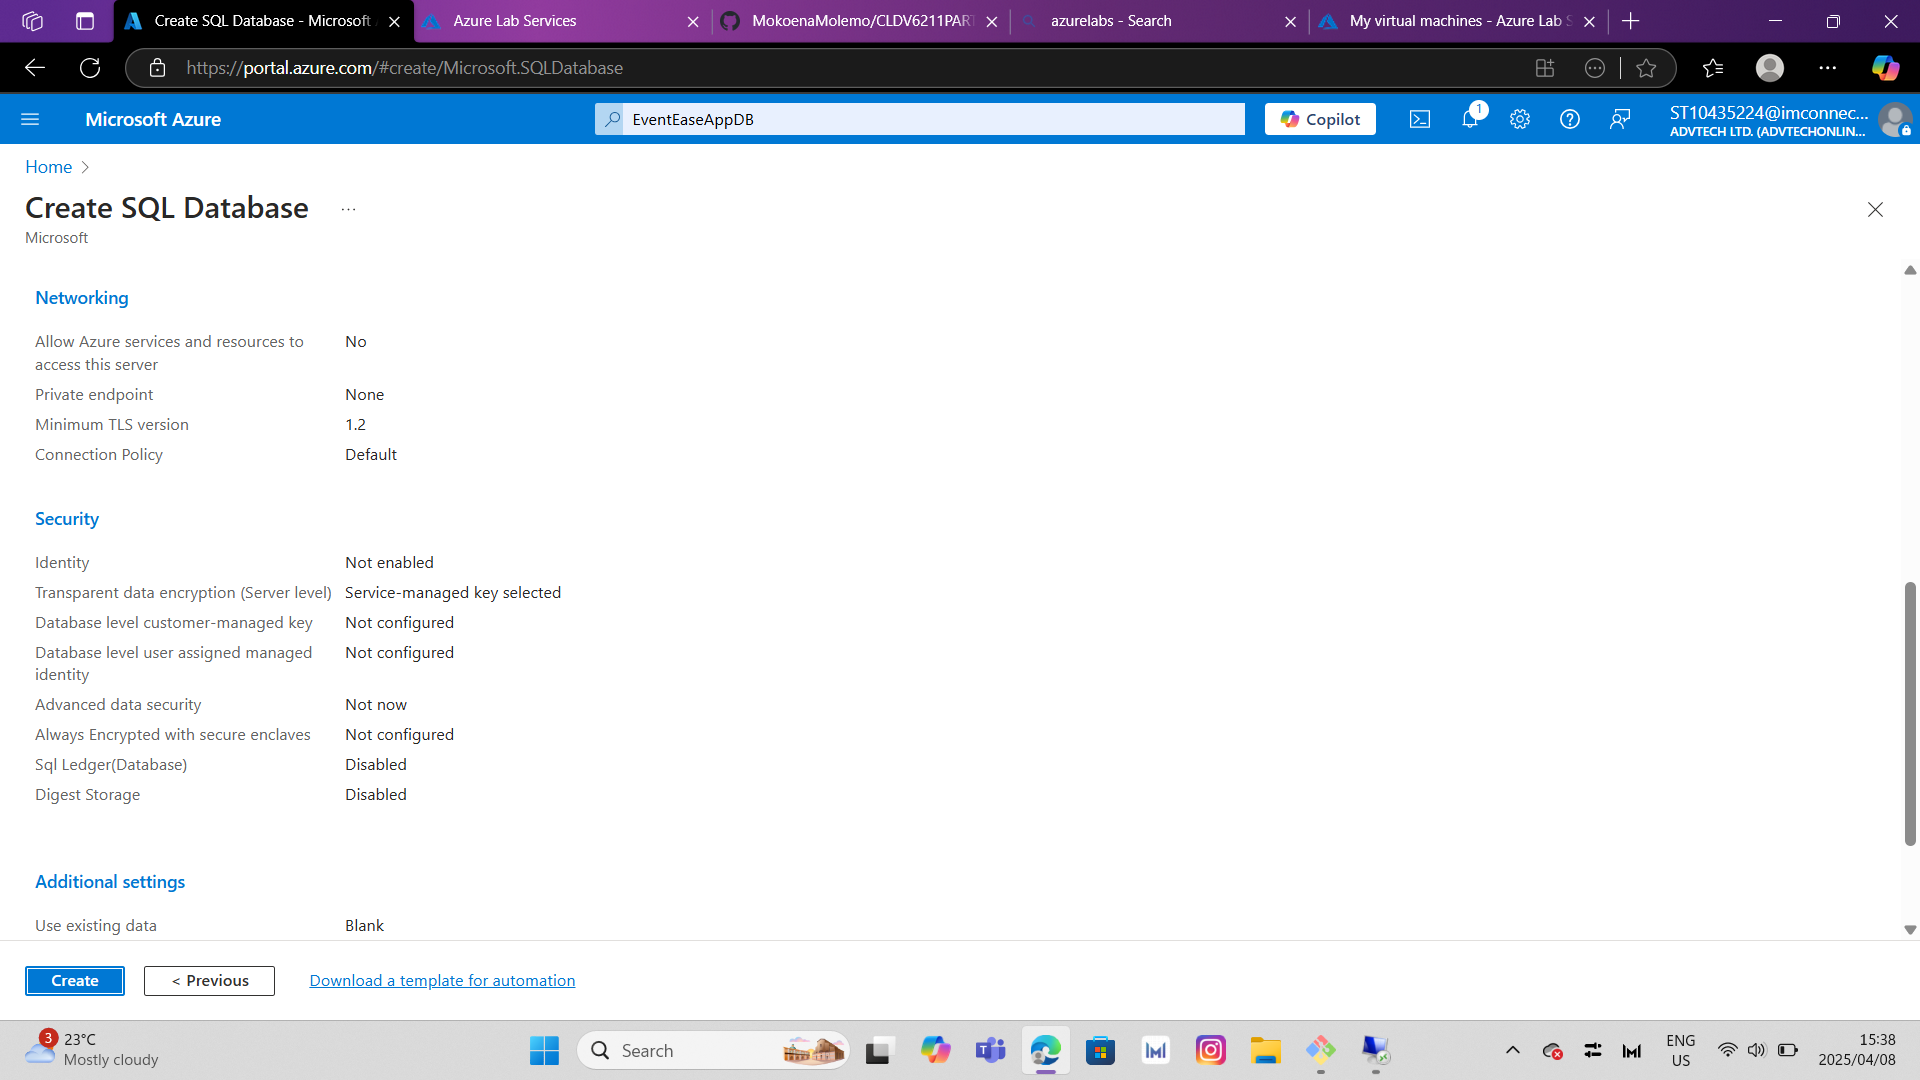 Create SQL Database - Microsoft
Azure Lab Services
MokoenaMolemo/CLDV6211PAR
azurelabs - Search
My virtual machines - Azure Lab S
https://portal.azure.com/#create/Microsoft.SQLDatabase
Microsoft Azure
EventEaseAppDB
Copilot
1
ST10435224@imconnec...
ADVTECH LTD. (ADVTECHONLIN...
Home
Create SQL Database
...
Microsoft
Networking
Allow Azure services and resources to access this server No
Private endpoint None
Minimum TLS version 1.2
Connection Policy Default
Security
Identity Not enabled
Transparent data encryption (Server level) Service-managed key selected
Database level customer-managed key Not configured
Database level user assigned managed identity Not configured
Advanced data security Not now
Always Encrypted with secure enclaves Not configured
Sql Ledger(Database) Disabled
Digest Storage Disabled
Additional settings
Use existing data Blank
Create
< Previous
Download a template for automation
3
23°C
Mostly cloudy
Search
ENG
US
15:38
2025/04/08